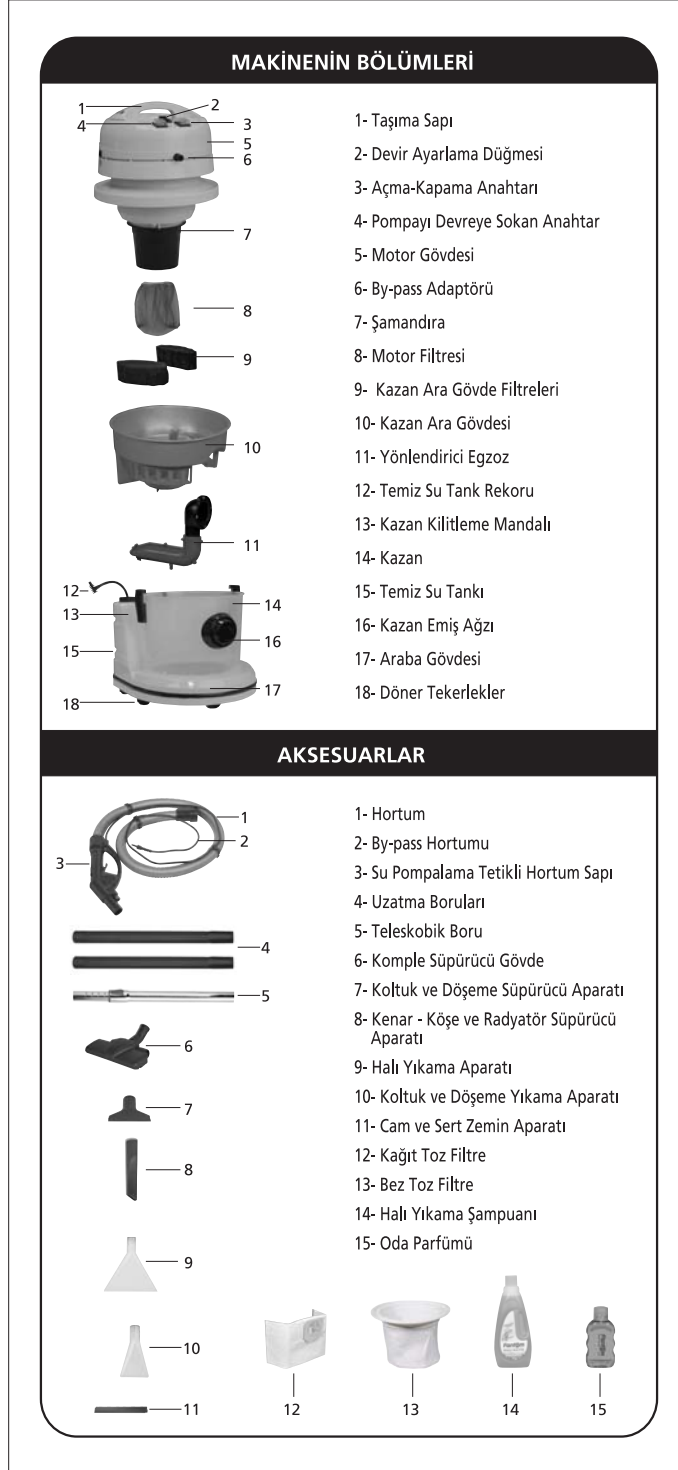 MAKİNENİN BÖLÜMLERİ
1
2
4
3
5
6
7
8
9
10
11
12
13
14
15
16
17
18
1- Taşıma Sapı
2- Devir Ayarlama Düğmesi
3- Açma-Kapama Anahtarı
4- Pompayı Devreye Sokan Anahtar
5- Motor Gövdesi
6- By-pass Adaptörü
7- Şamandıra
8- Motor Filtresi
9- Kazan Ara Gövde Filtreleri
10- Kazan Ara Gövdesi
11- Yönlendirici Egzoz
12- Temiz Su Tank Rekoru
13- Kazan Kilitleme Mandalı
14- Kazan
15- Temiz Su Tankı
16- Kazan Emiş Ağzı
17- Araba Gövdesi
18- Döner Tekerlekler
AKSESUARLAR
1
2
3
4
5
6
7
8
9
10
11
1- Hortum
2- By-pass Hortumu
3- Su Pompalama Tetikli Hortum Sapı
4- Uzatma Boruları
5- Teleskobik Boru
6- Komple Süpürücü Gövde
7- Koltuk ve Döşeme Süpürücü Aparatı
8- Kenar - Köşe ve Radyatör Süpürücü
Aparatı
9- Halı Yıkama Aparatı
10- Koltuk ve Döşeme Yıkama Aparatı
11- Cam ve Sert Zemin Aparatı
12- Kağıt Toz Filtre
13- Bez Toz Filtre
14- Halı Yıkama Şampuanı
15- Oda Parfümü
12
13
14
15